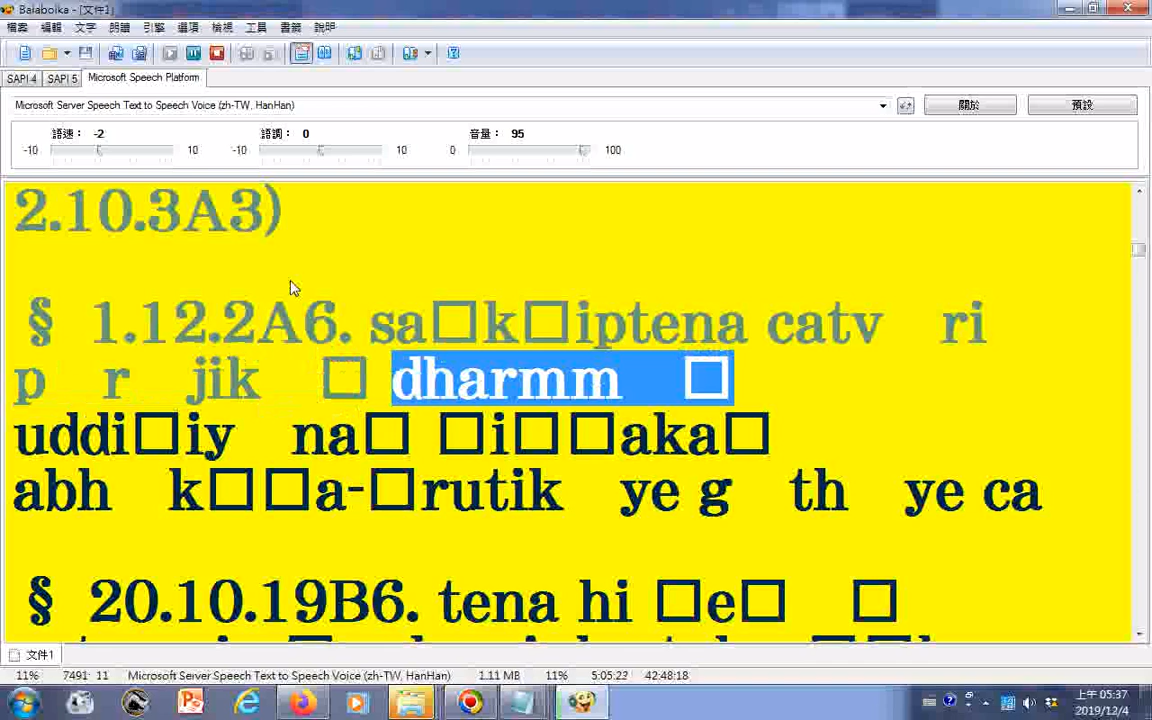 Balabolka - [文件1]
檔案 編輯 文字 朗讀 引擎 選項 檢視 工具 書籤 說明
SAPI 4 SAPI 5 Microsoft Speech Platform
Microsoft Server Speech Text to Speech Voice (zh-TW, HanHan) 關於 預設
語速： -2 語調： 0 音量： 95
-10 10 -10 10 0 100
2.10.3A3)
§ 1.12.2A6. sa□k□iptena catv ri
p r jik □ dharmm □
uddi□iy na□ □i□□aka□
abh k□□a-□rutik ye g th ye ca
§ 20.10.19B6. tena hi □e□ □
文件1
11% 7491: 11 Microsoft Server Speech Text to Speech Voice (zh-TW, HanHan) 1.11 MB 11% 5:05:23 42:48:18
上午 05:37
2019/12/4